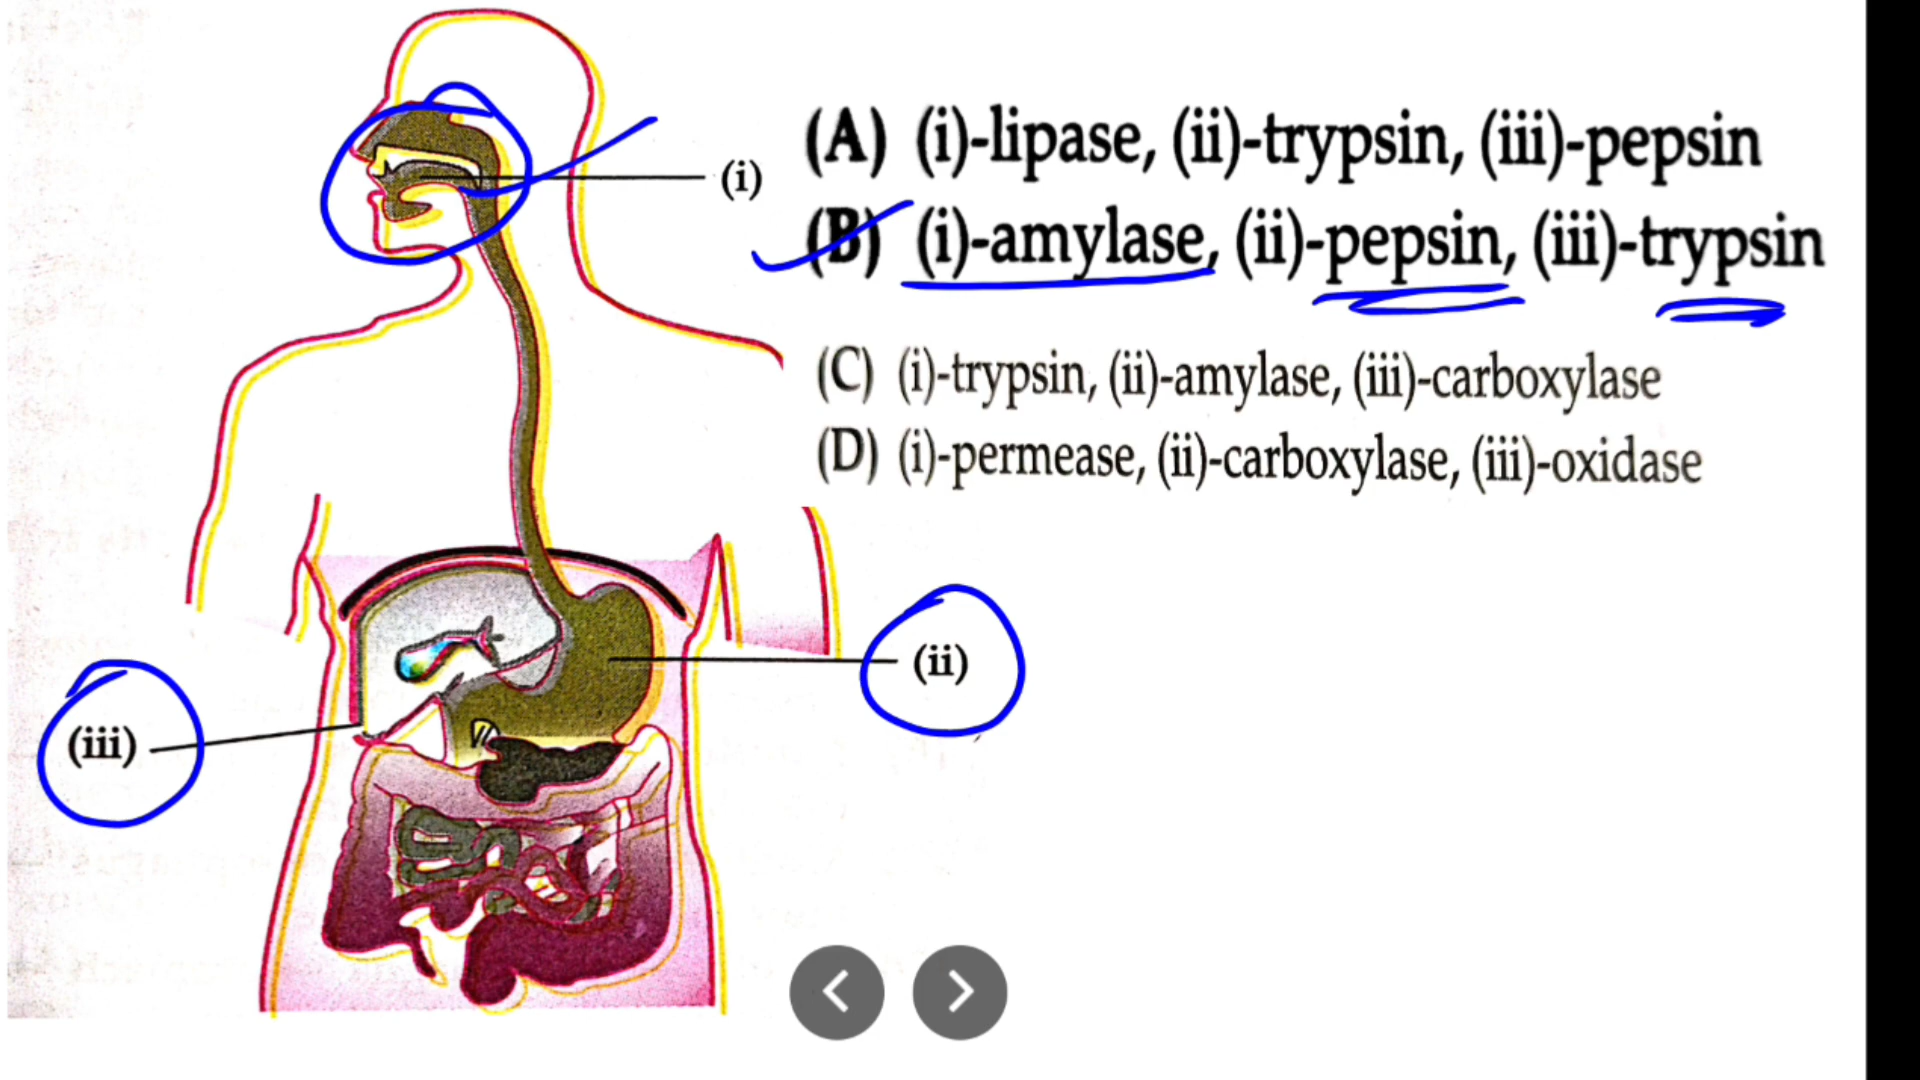 (i)
(A) (i)-lipase, (ii)-trypsin, (iii)-pepsin
(B) (i)-amylase, (ii)-pepsin, (iii)-trypsin
(C) (i)-trypsin, (ii)-amylase, (iii)-carboxylase
(D) (i)-permease, (ii)-carboxylase, (iii)-oxidase
(ii)
(iii)